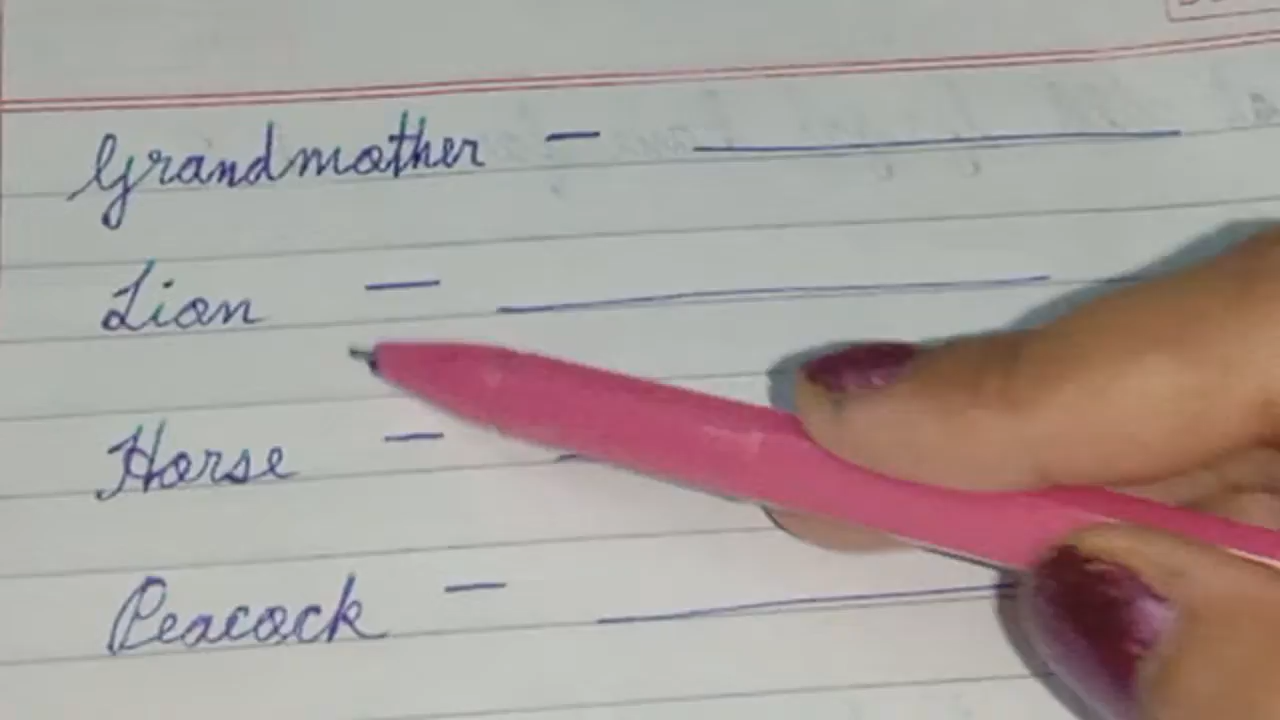 Grandmother —
Lion —
Horse —
Peacock —